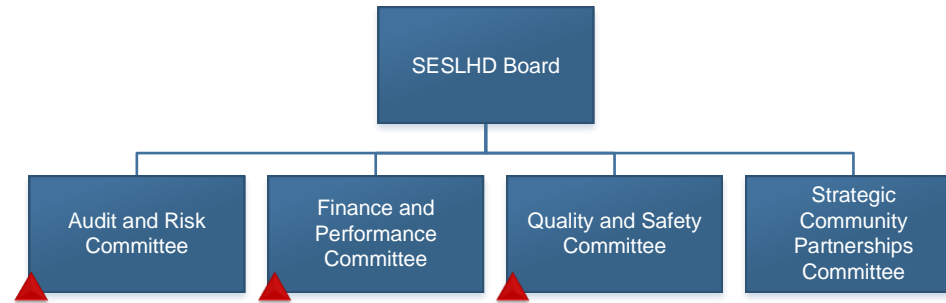 SESLHD Board
Audit and Risk
Committee
Finance and
Performance
Committee
Quality and Safety
Committee
Strategic
Community
Partnerships
Committee